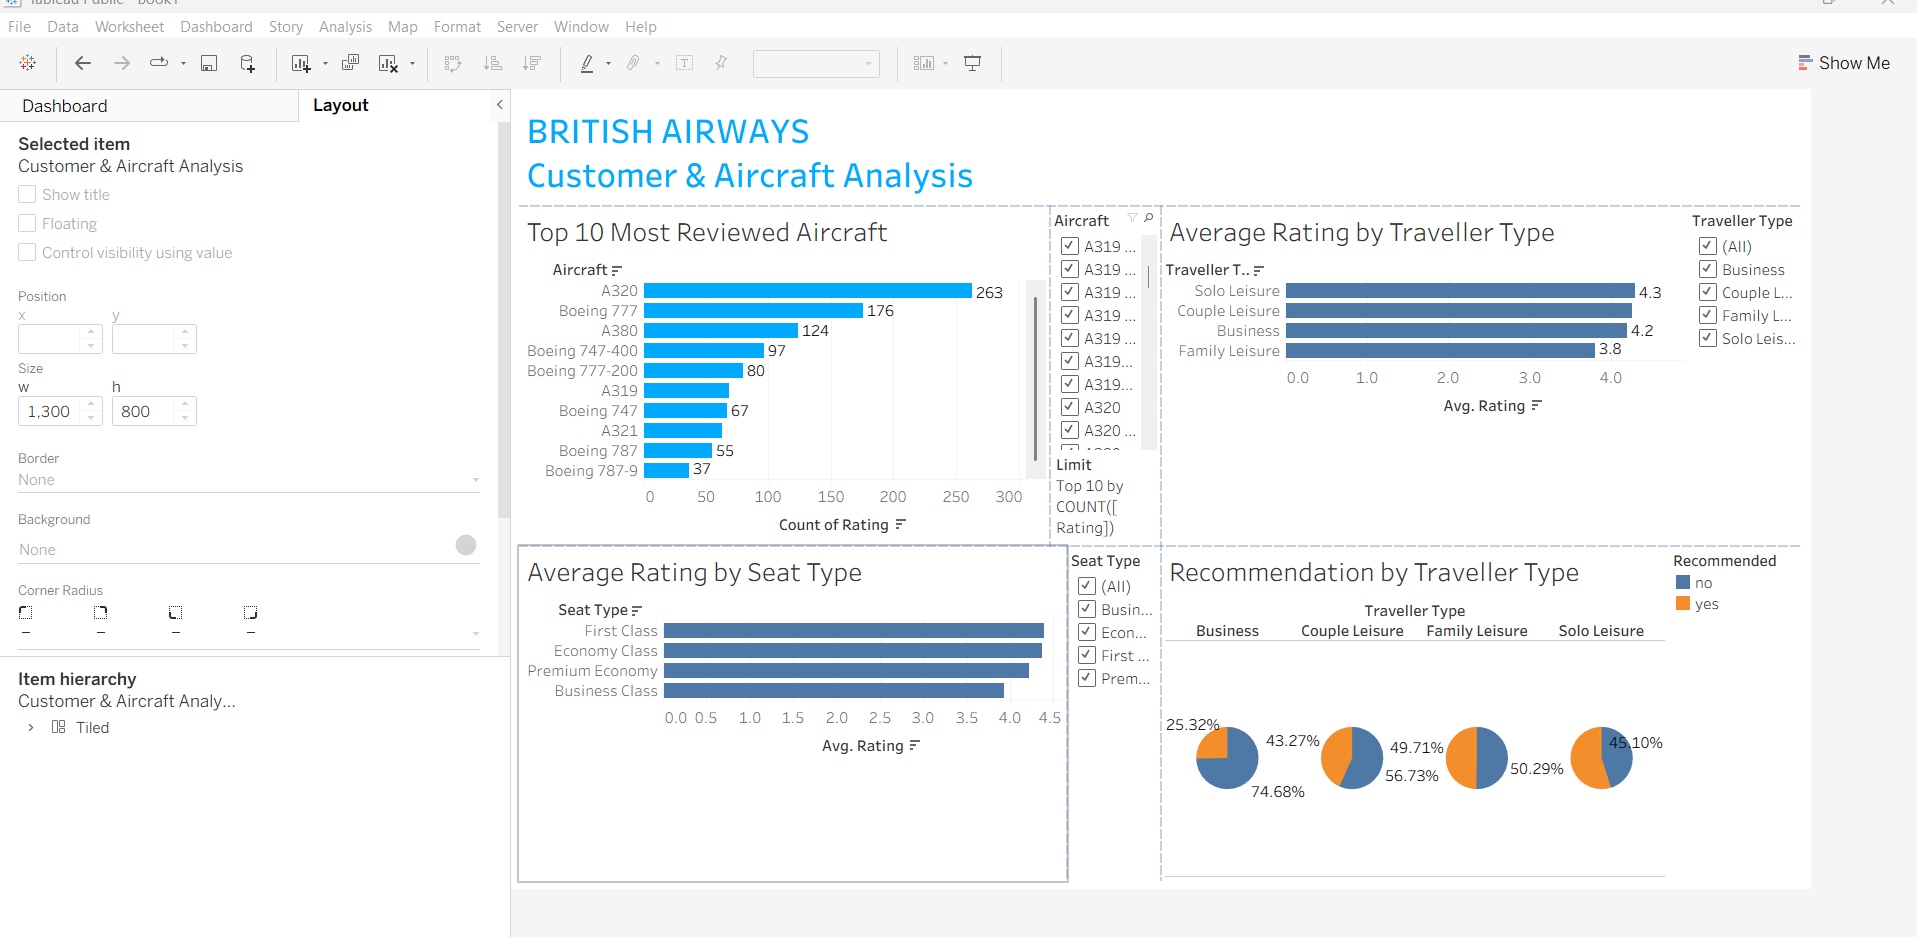 File Data Worksheet Dashboard Story Analysis Map Format Server Window Help
Show Me
Dashboard
Layout
Selected item
Customer & Aircraft Analysis
Show title
Floating
Control visibility using value
Position
x y
Size
w h
1,300 800
Border
None
Background
None
Corner Radius
Item hierarchy
Customer & Aircraft Analy...
Tiled
BRITISH AIRWAYS
Customer & Aircraft Analysis
Top 10 Most Reviewed Aircraft
Aircraft
A320 263
Boeing 777 176
A380 124
Boeing 747-400 97
Boeing 777-200 80
A319
Boeing 747 67
A321
Boeing 787 55
Boeing 787-9 37
0 50 100 150 200 250 300
Count of Rating
Aircraft
A319 ...
A319 ...
A319 ...
A319 ...
A319 ...
A319...
A319...
A320
A320 ...
Limit
Top 10 by
COUNT([
Rating])
Average Rating by Traveller Type
Traveller T..
Solo Leisure 4.3
Couple Leisure
Business 4.2
Family Leisure 3.8
0.0 1.0 2.0 3.0 4.0
Avg. Rating
Traveller Type
(All)
Business
Couple L...
Family L...
Solo Leis...
Average Rating by Seat Type
Seat Type
First Class
Economy Class
Premium Economy
Business Class
0.0 0.5 1.0 1.5 2.0 2.5 3.0 3.5 4.0 4.5
Avg. Rating
Seat Type
(All)
Busin...
Econ...
First ...
Prem...
Recommendation by Traveller Type
Traveller Type
Business Couple Leisure Family Leisure Solo Leisure
25.32% 74.68%
43.27% 56.73%
49.71% 50.29%
45.10%
Recommended
no
yes